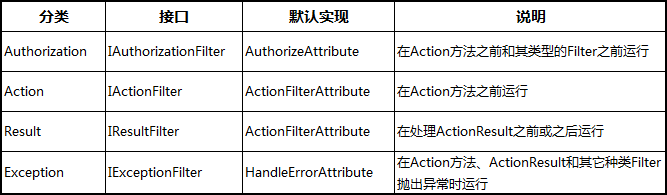 分类 接口 默认实现 说明
Authorization IAuthorizationFilter AuthorizeAttribute 在Action方法之前和其类型的Filter之前运行
Action IActionFilter ActionFilterAttribute 在Action方法之前运行
Result IResultFilter ActionFilterAttribute 在处理ActionResult之前或之后运行
Exception IExceptionFilter HandleErrorAttribute 在Action方法、ActionResult和其它种类Filter
抛出异常时运行